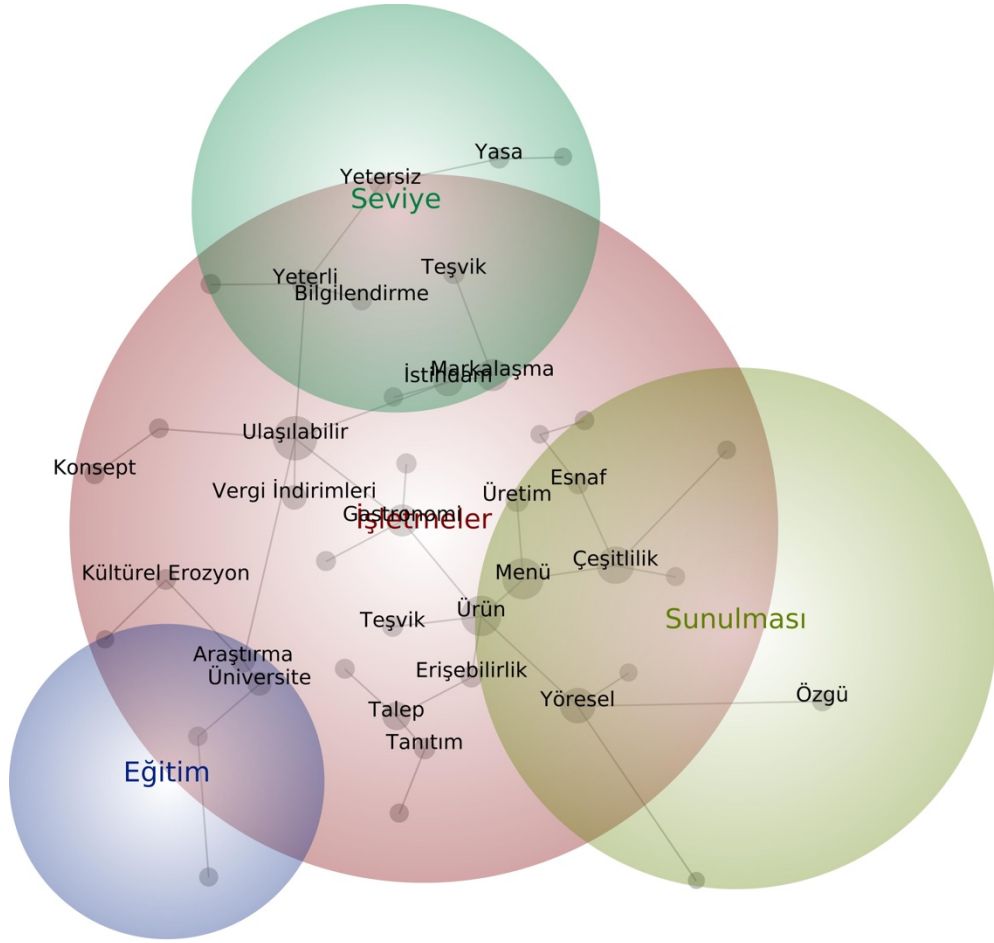 Yasa
Yetersiz
Seviye
Teşvik
Yeterli
Bilgilendirme
Markalaşma
İstihdam
Ulaşılabilir
Konsept
Esnaf
Vergi İndirimleri
Üretim
Gastronomi
İşletmeler
Çeşitlilik
Menü
Kültürel Erozyon
Ürün
Teşvik
Sunulması
Araştırma
Erişebilirlik
Üniversite
Özgü
Yöresel
Talep
Tanıtım
Eğitim